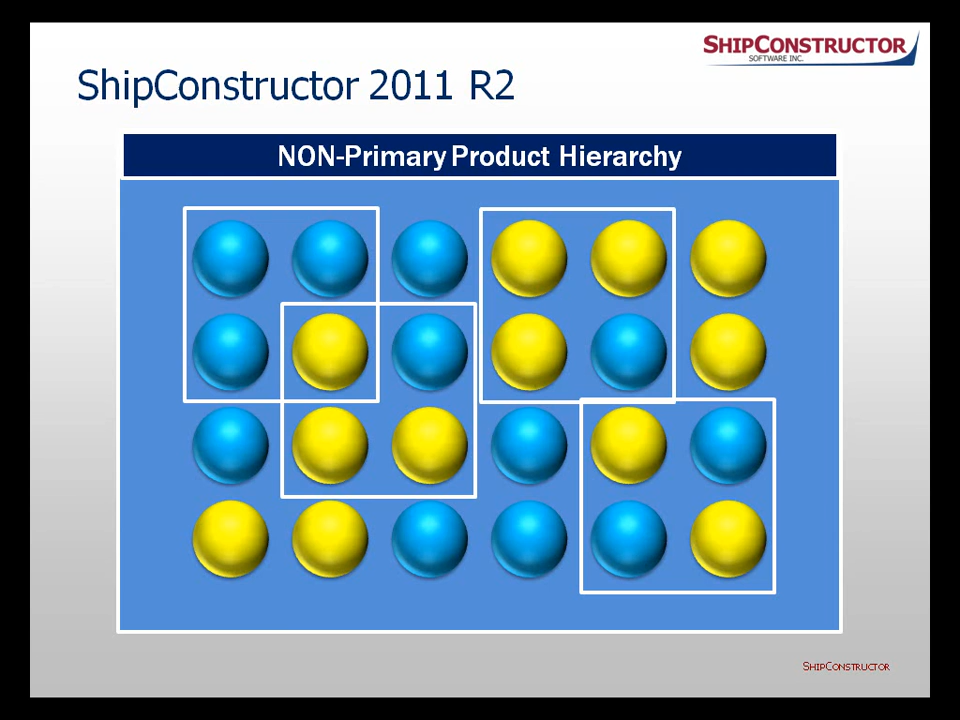 SHIPCONSTRUCTOR
SOFTWARE INC.
ShipConstructor 2011 R2
NON-Primary Product Hierarchy
SHIPCONSTRUCTOR